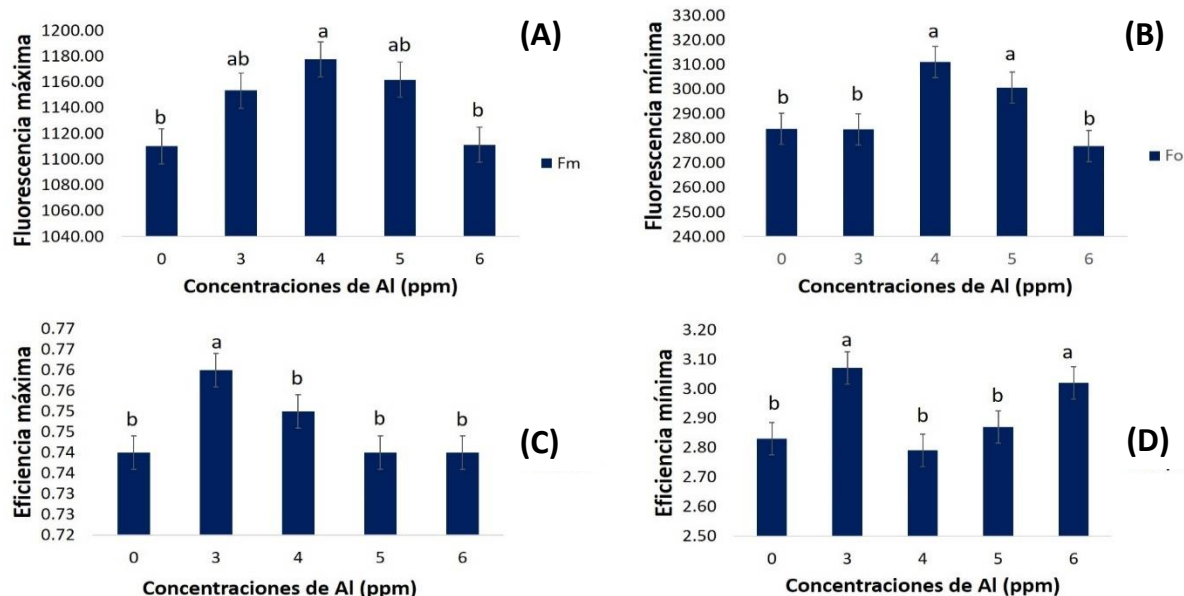 (A)
Fluorescencia máxima
1200.00
1180.00
1160.00
1140.00
1120.00
1100.00
1080.00
1060.00
1040.00
b
ab
a
ab
b
Fm
0 3 4 5 6
Concentraciones de Al (ppm)
(B)
Fluorescencia mínima
330.00
320.00
310.00
300.00
290.00
280.00
270.00
260.00
250.00
240.00
b
b
a
a
b
Fo
0 3 4 5 6
Concentraciones de Al (ppm)
(C)
Eficiencia máxima
0.77
0.77
0.76
0.76
0.75
0.75
0.74
0.74
0.73
0.73
0.72
b
a
b
b
b
0 3 4 5 6
Concentraciones de Al (ppm)
(D)
Eficiencia mínima
3.20
3.10
3.00
2.90
2.80
2.70
2.60
2.50
b
a
b
b
a
0 3 4 5 6
Concentraciones de Al (ppm)